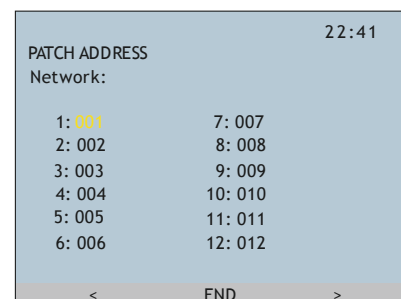 22:41
PATCH ADDRESS
Network:
1: 001 7: 007
2: 002 8: 008
3: 003 9: 009
4: 004 10: 010
5: 005 11: 011
6: 006 12: 012
< END >